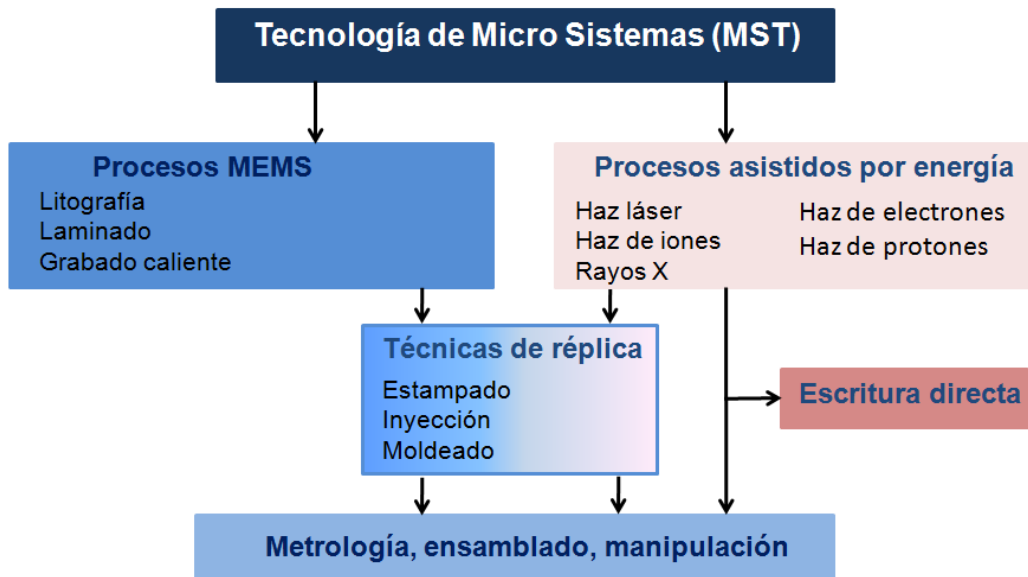 Tecnología de Micro Sistemas (MST)
Procesos MEMS
Litografía
Laminado
Grabado caliente
Procesos asistidos por energía
Haz láser
Haz de iones
Rayos X
Haz de electrones
Haz de protones
Técnicas de réplica
Estampado
Inyección
Moldeado
Escritura directa
Metrología, ensamblado, manipulación